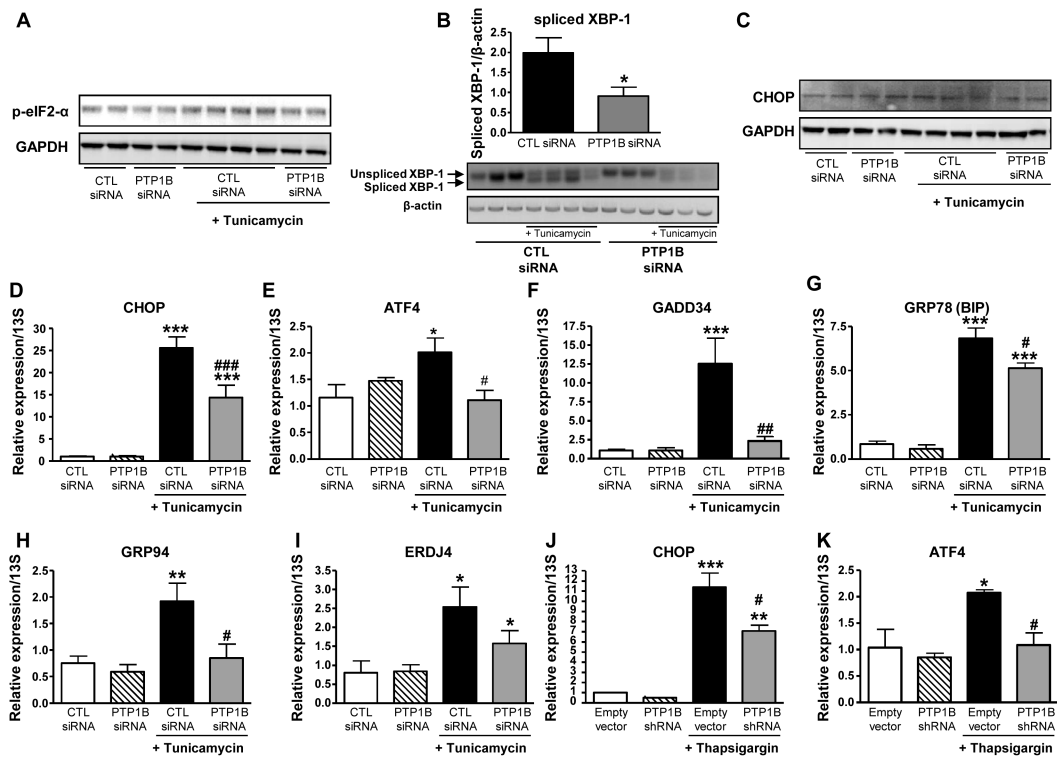 A
p-eIF2-α
GAPDH
CTL siRNA
PTP1B siRNA
CTL siRNA
PTP1B siRNA
+ Tunicamycin
B
spliced XBP-1
Spliced XBP-1/β-actin
2.5
2.0
1.5
1.0
0.5
0.0
*
CTL siRNA
PTP1B siRNA
Unspliced XBP-1
Spliced XBP-1
β-actin
+ Tunicamycin
+ Tunicamycin
CTL siRNA
PTP1B siRNA
C
CHOP
GAPDH
CTL siRNA
PTP1B siRNA
CTL siRNA
PTP1B siRNA
+ Tunicamycin
D
CHOP
Relative expression/13S
30
25
20
15
10
5
0
***
###
***
CTL siRNA
PTP1B siRNA
CTL siRNA
PTP1B siRNA
+ Tunicamycin
E
ATF4
Relative expression/13S
2.5
2.0
1.5
1.0
0.5
0.0
*
#
CTL siRNA
PTP1B siRNA
CTL siRNA
PTP1B siRNA
+ Tunicamycin
F
GADD34
Relative expression/13S
17.5
15.0
12.5
10.0
7.5
5.0
2.5
0.0
***
##
CTL siRNA
PTP1B siRNA
CTL siRNA
PTP1B siRNA
+ Tunicamycin
G
GRP78 (BIP)
Relative expression/13S
7.5
5.0
2.5
0.0
***
#
***
CTL siRNA
PTP1B siRNA
CTL siRNA
PTP1B siRNA
+ Tunicamycin
H
GRP94
Relative expression/13S
2.5
2.0
1.5
1.0
0.5
0.0
**
#
CTL siRNA
PTP1B siRNA
CTL siRNA
PTP1B siRNA
+ Tunicamycin
I
ERDJ4
Relative expression/13S
3.5
3.0
2.5
2.0
1.5
1.0
0.5
0.0
*
*
CTL siRNA
PTP1B siRNA
CTL siRNA
PTP1B siRNA
+ Tunicamycin
J
CHOP
Relative expression/13S
13
12
11
10
9
8
7
6
5
4
3
2
1
0
***
#
**
Empty vector
PTP1B shRNA
Empty vector
PTP1B shRNA
+ Thapsigargin
K
ATF4
Relative expression/13S
2.5
2.0
1.5
1.0
0.5
0.0
*
#
Empty vector
PTP1B shRNA
Empty vector
PTP1B shRNA
+ Thapsigargin